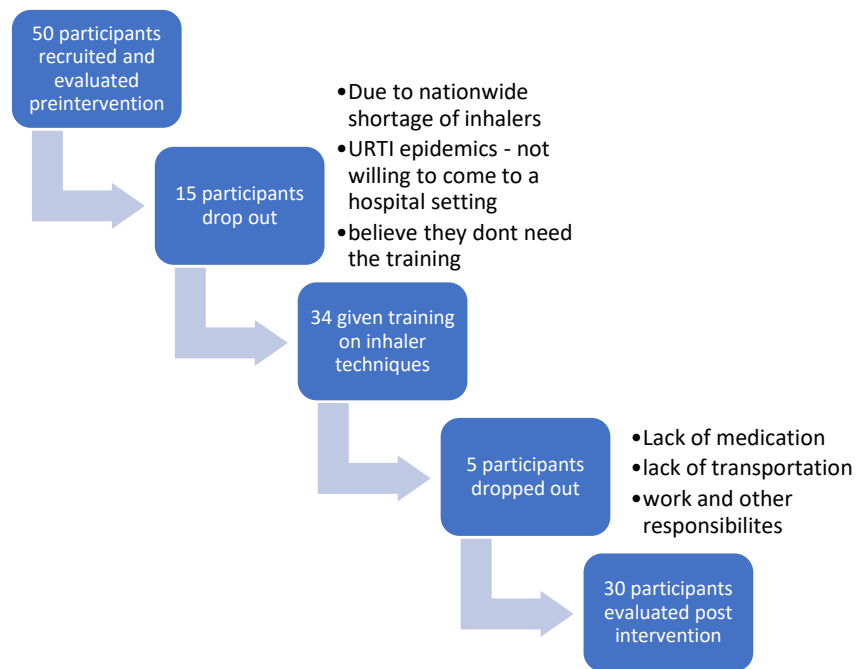 50 participants
recruited and
evaluated
preintervention
•Due to nationwide
shortage of inhalers
•URTI epidemics - not
willing to come to a
hospital setting
•believe they dont need
the training
15 participants
drop out
34 given training
on inhaler
techniques
•Lack of medication
•lack of transportation
•work and other
responsibilites
5 participants
dropped out
30 participants
evaluated post
intervention